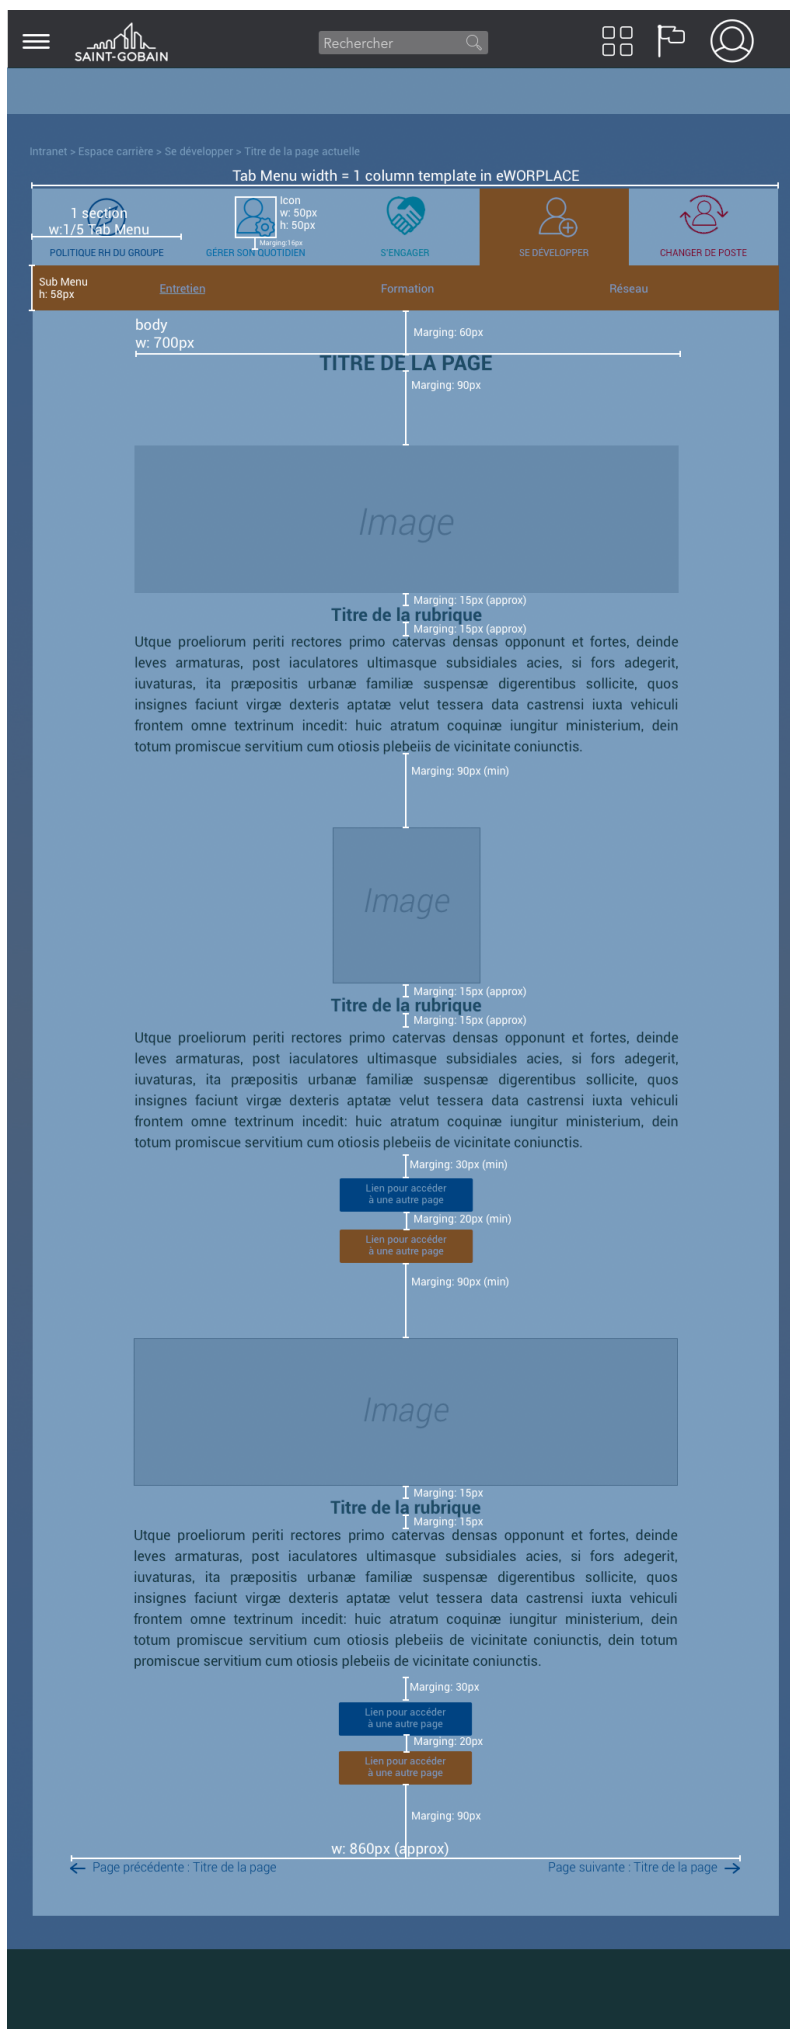 SAINT-GOBAIN
Rechercher
Intranet > Espace carrière > Se développer > Titre de la page actuelle
Tab Menu width = 1 column template in eWORPLACE
1 section
w:1/5 Tab Menu
Icon
w: 50px
h: 50px
Marging:16px
POLITIQUE RH DU GROUPE
GÉRER SON QUOTIDIEN
S'ENGAGER
SE DÉVELOPPER
CHANGER DE POSTE
Sub Menu
h: 58px
Entretien
Formation
Réseau
body
w: 700px
Marging: 60px
TITRE DE LA PAGE
Marging: 90px
Image
Marging: 15px (approx)
Titre de la rubrique
Marging: 15px (approx)
Utque proeliorum periti rectores primo catervas densas opponunt et fortes, deinde
leves armaturas, post iaculatores ultimasque subsidiales acies, si fors adegerit,
iuvaturas, ita præpositis urbanæ familiæ suspensæ digerentibus sollicite, quos
insignes faciunt virgæ dexteris aptatæ velut tessera data castrensi iuxta vehiculi
frontem omne textrinum incedit: huic atratum coquinæ iungitur ministerium, dein
totum promiscue servitium cum otiosis plebeiis de vicinitate coniunctis.
Marging: 90px (min)
Image
Marging: 15px (approx)
Titre de la rubrique
Marging: 15px (approx)
Utque proeliorum periti rectores primo catervas densas opponunt et fortes, deinde
leves armaturas, post iaculatores ultimasque subsidiales acies, si fors adegerit,
iuvaturas, ita præpositis urbanæ familiæ suspensæ digerentibus sollicite, quos
insignes faciunt virgæ dexteris aptatæ velut tessera data castrensi iuxta vehiculi
frontem omne textrinum incedit: huic atratum coquinæ iungitur ministerium, dein
totum promiscue servitium cum otiosis plebeiis de vicinitate coniunctis.
Marging: 30px (min)
Lien pour accéder
à une autre page
Marging: 20px (min)
Lien pour accéder
à une autre page
Marging: 90px (min)
Image
Marging: 15px
Titre de la rubrique
Marging: 15px
Utque proeliorum periti rectores primo catervas densas opponunt et fortes, deinde
leves armaturas, post iaculatores ultimasque subsidiales acies, si fors adegerit,
iuvaturas, ita præpositis urbanæ familiæ suspensæ digerentibus sollicite, quos
insignes faciunt virgæ dexteris aptatæ velut tessera data castrensi iuxta vehiculi
frontem omne textrinum incedit: huic atratum coquinæ iungitur ministerium, dein
totum promiscue servitium cum otiosis plebeiis de vicinitate coniunctis, dein totum
promiscue servitium cum otiosis plebeiis de vicinitate coniunctis.
Marging: 30px
Lien pour accéder
à une autre page
Marging: 20px
Lien pour accéder
à une autre page
Marging: 90px
w: 860px (approx)
Page précédente : Titre de la page
Page suivante : Titre de la page